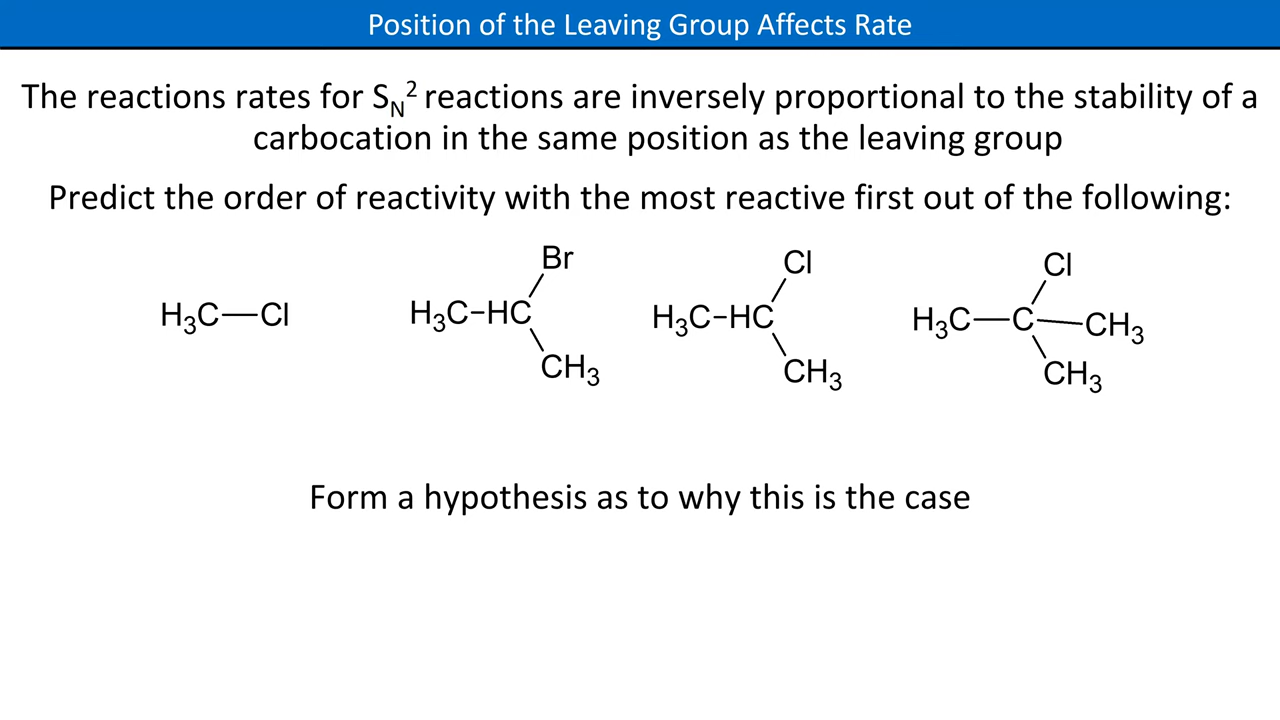 Position of the Leaving Group Affects Rate
The reactions rates for S_N^2 reactions are inversely proportional to the stability of a
carbocation in the same position as the leaving group
Predict the order of reactivity with the most reactive first out of the following:
H₃C—Cl
Br
H₃C-HC
CH₃
Cl
H₃C-HC
CH₃
Cl
H₃C—C—CH₃
CH₃
Form a hypothesis as to why this is the case